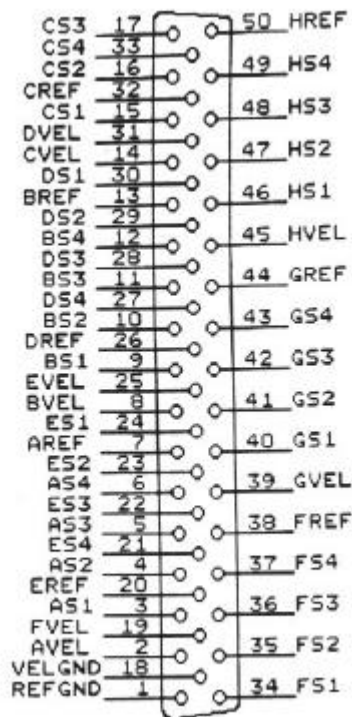 CS3 17
50 HREF
CS4 33
CS2 16
49 HS4
CREF 32
CS1 15
48 HS3
DVEL 31
CVEL 14
47 HS2
DS1 30
BREF 13
46 HS1
DS2 29
BS4 12
45 HVEL
DS3 28
BS3 11
44 GREF
DS4 27
BS2 10
43 GS4
DREF 26
BS1 9
42 GS3
EVEL 25
BVEL 8
41 GS2
ES1 24
AREF 7
40 GS1
ES2 23
AS4 6
39 GVEL
ES3 22
AS3 5
38 FREF
ES4 21
AS2 4
37 FS4
EREF 20
AS1 3
36 FS3
FVEL 19
AVEL 2
35 FS2
VELGND 18
REFGND 1
34 FS1